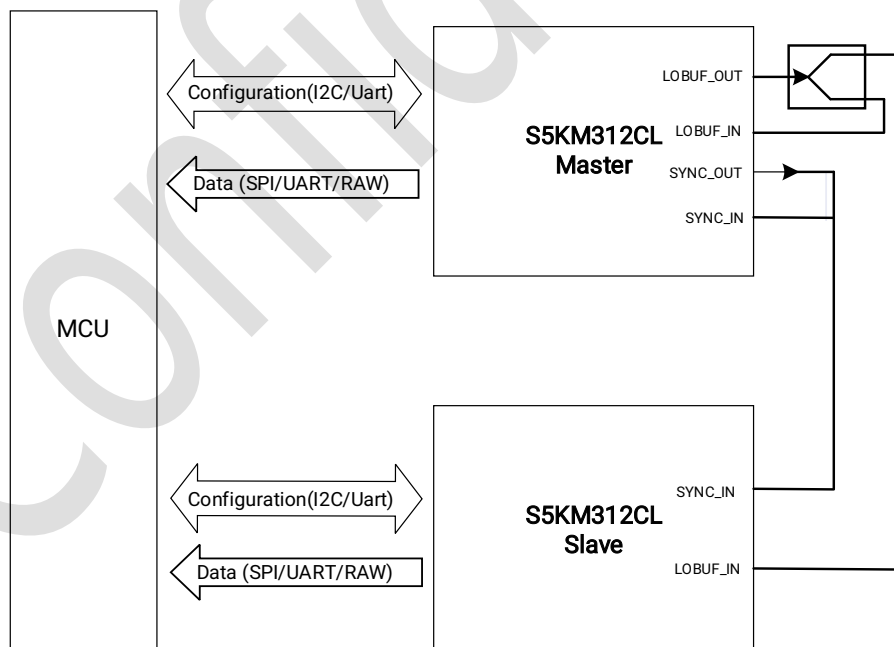 Configuration(I2C/Uart)
Data (SPI/UART/RAW)
S5KM312CL
Master
LOBUF_OUT
LOBUF_IN
SYNC_OUT
SYNC_IN
MCU
Configuration(I2C/Uart)
Data (SPI/UART/RAW)
S5KM312CL
Slave
SYNC_IN
LOBUF_IN